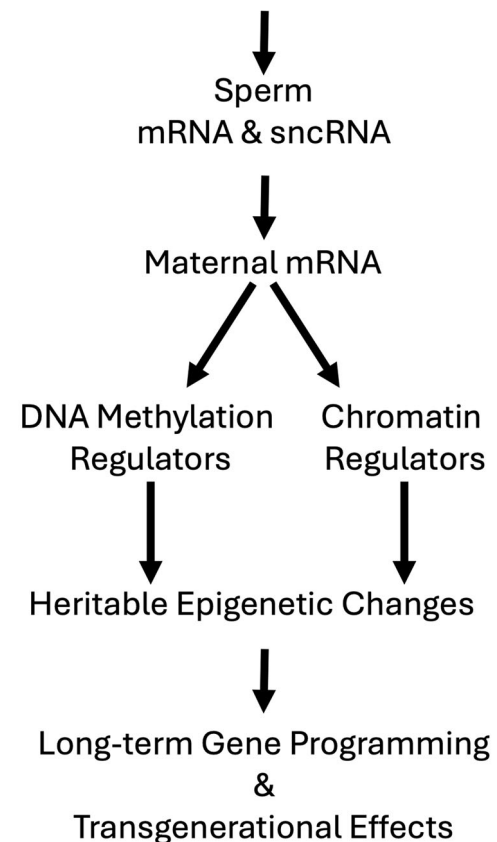 Sperm
mRNA & sncRNA
Maternal mRNA
DNA Methylation
Regulators
Chromatin
Regulators
Heritable Epigenetic Changes
Long-term Gene Programming
&
Transgenerational Effects